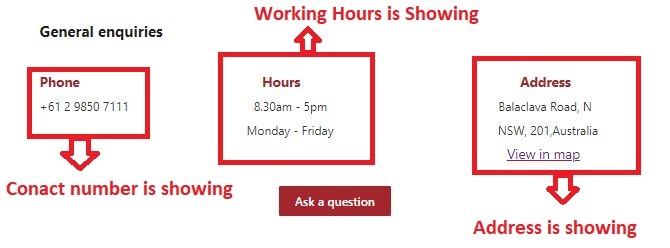 Working Hours is Showing
General enquiries
Phone
+61 2 9850 7111
Hours
8.30am - 5pm
Monday - Friday
Address
Balaclava Road, N
NSW, 201,Australia
View in map
Conact number is showing
Ask a question
Address is showing